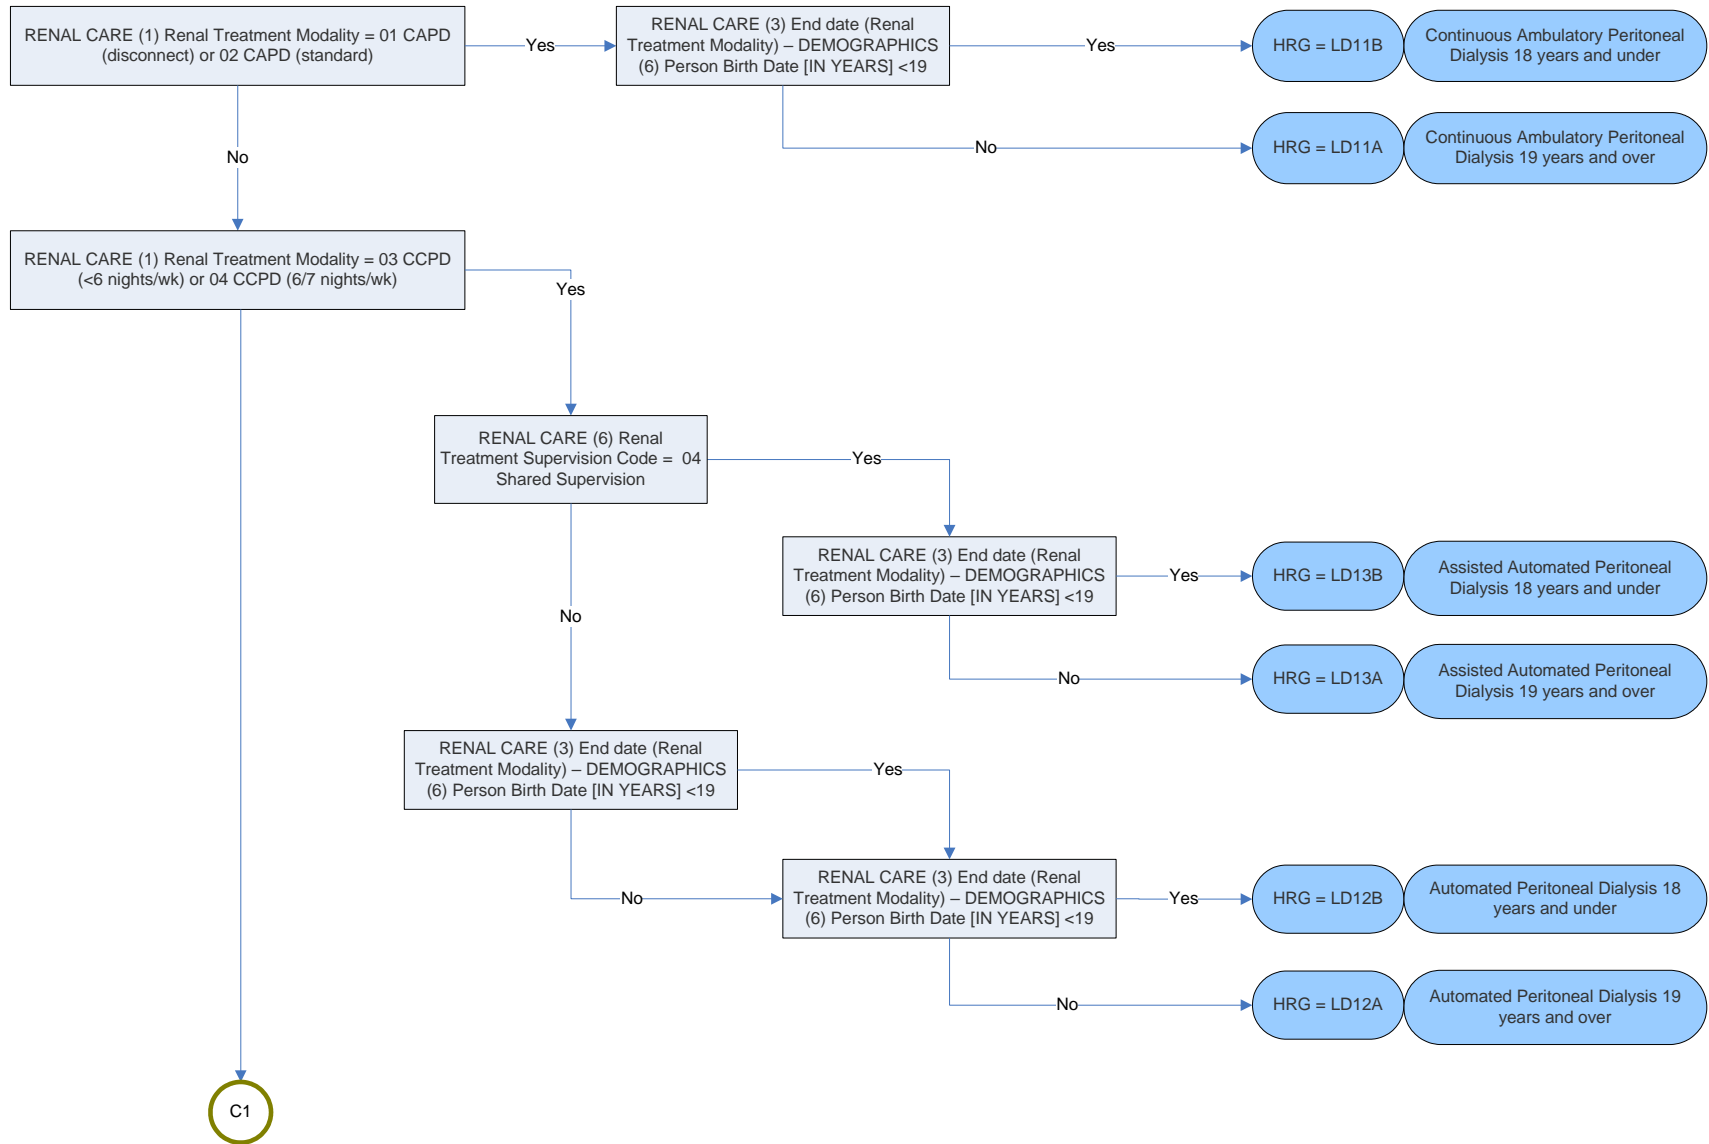 RENAL CARE (1) Renal Treatment Modality = 01 CAPD
(disconnect) or 02 CAPD (standard)
Yes
RENAL CARE (3) End date (Renal
Treatment Modality) – DEMOGRAPHICS
(6) Person Birth Date [IN YEARS] <19
Yes
HRG = LD11B
Continuous Ambulatory Peritoneal
Dialysis 18 years and under
No
No
HRG = LD11A
Continuous Ambulatory Peritoneal
Dialysis 19 years and over
RENAL CARE (1) Renal Treatment Modality = 03 CCPD
(<6 nights/wk) or 04 CCPD (6/7 nights/wk)
Yes
RENAL CARE (6) Renal
Treatment Supervision Code =  04
Shared Supervision
Yes
RENAL CARE (3) End date (Renal
Treatment Modality) – DEMOGRAPHICS
(6) Person Birth Date [IN YEARS] <19
Yes
HRG = LD13B
Assisted Automated Peritoneal
Dialysis 18 years and under
No
No
HRG = LD13A
Assisted Automated Peritoneal
Dialysis 19 years and over
RENAL CARE (3) End date (Renal
Treatment Modality) – DEMOGRAPHICS
(6) Person Birth Date [IN YEARS] <19
Yes
No
RENAL CARE (3) End date (Renal
Treatment Modality) – DEMOGRAPHICS
(6) Person Birth Date [IN YEARS] <19
Yes
HRG = LD12B
Automated Peritoneal Dialysis 18
years and under
No
HRG = LD12A
Automated Peritoneal Dialysis 19
years and over
C1